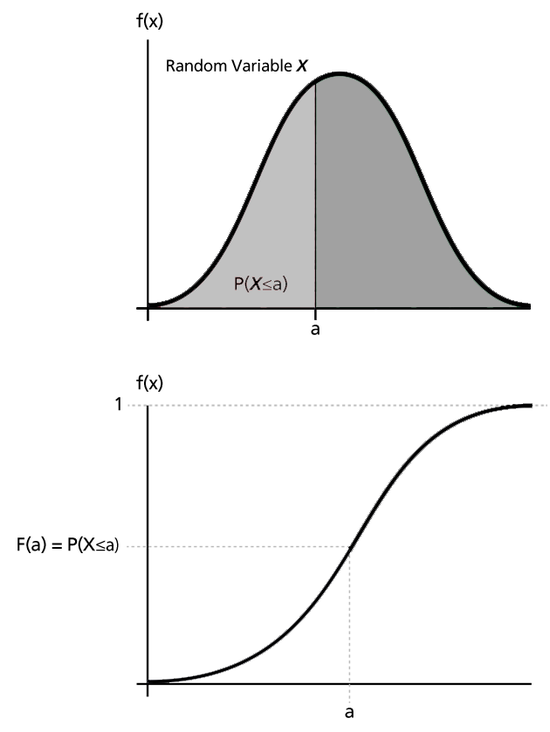 f(x)
Random Variable X
P(X≤a)
a
f(x)
1
F(a) = P(X≤a)
a